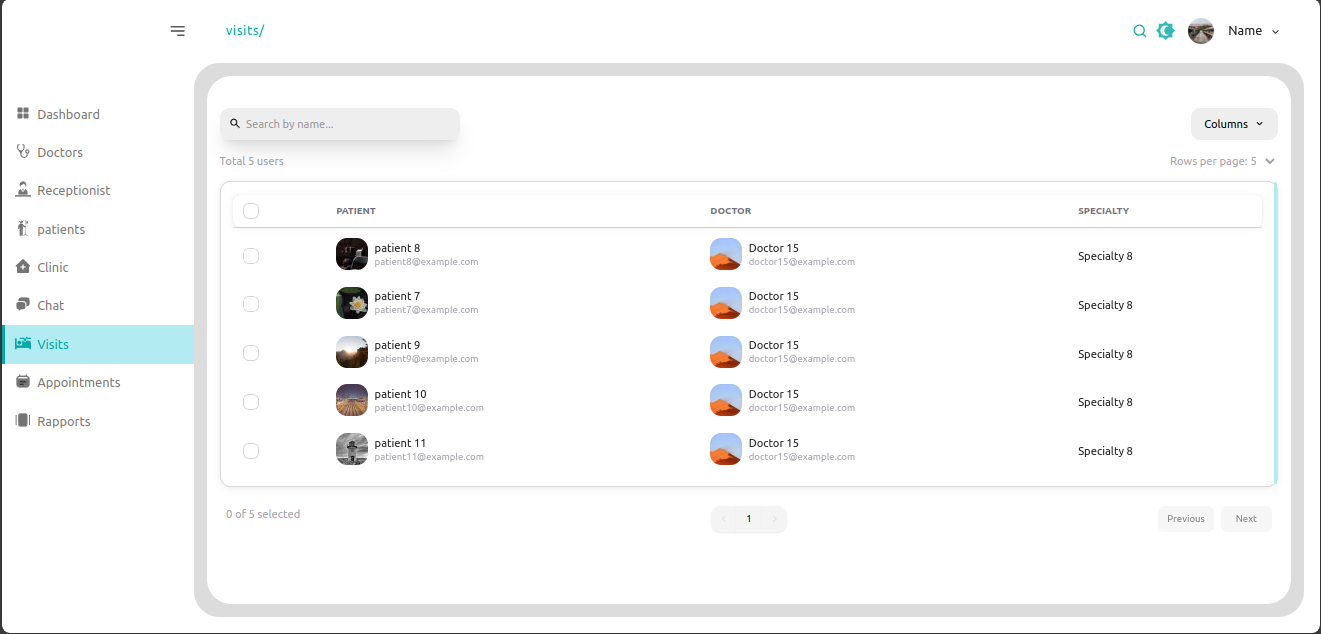 visits/
Name
Dashboard
Doctors
Receptionist
patients
Clinic
Chat
Visits
Appointments
Rapports
Search by name...
Columns
Total 5 users
Rows per page: 5
PATIENT DOCTOR SPECIALTY
patient 8 Doctor 15
patient8@example.com doctor15@example.com
Specialty 8
patient 7 Doctor 15
patient7@example.com doctor15@example.com
Specialty 8
patient 9 Doctor 15
patient9@example.com doctor15@example.com
Specialty 8
patient 10 Doctor 15
patient10@example.com doctor15@example.com
Specialty 8
patient 11 Doctor 15
patient11@example.com doctor15@example.com
Specialty 8
0 of 5 selected
1
Previous Next